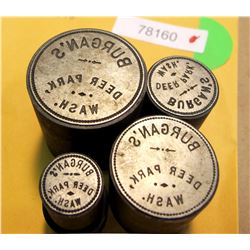 78160
BURGAN'S
DEER PARK,
WASH.
BURGAN'S
DEER PARK,
WASH.
BURGAN'S
DEER PARK,
WASH.
BURGAN'S
DEER PARK,
WASH.